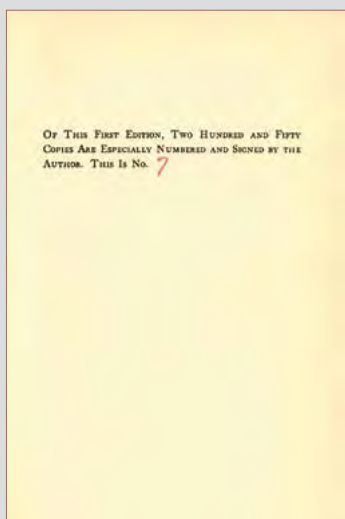 Of This First Edition, Two Hundred and Fifty
Copies Are Especially Numbered and Signed by the
Author. This Is No. 7